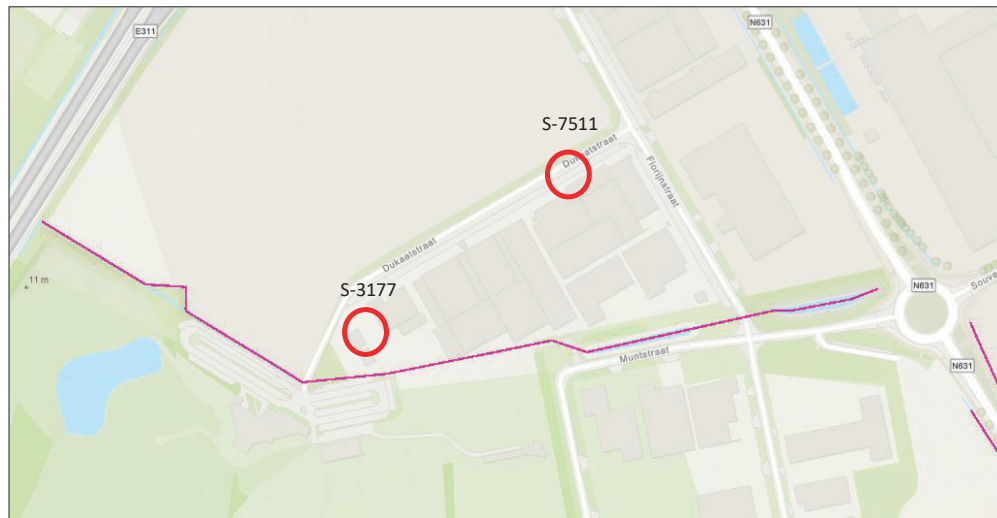 E311
N631
S-7511
Dukaatstraat
Florijnstraat
Dukaatstraat
11 m
S-3177
N631
Souve
Muntstraat
N631